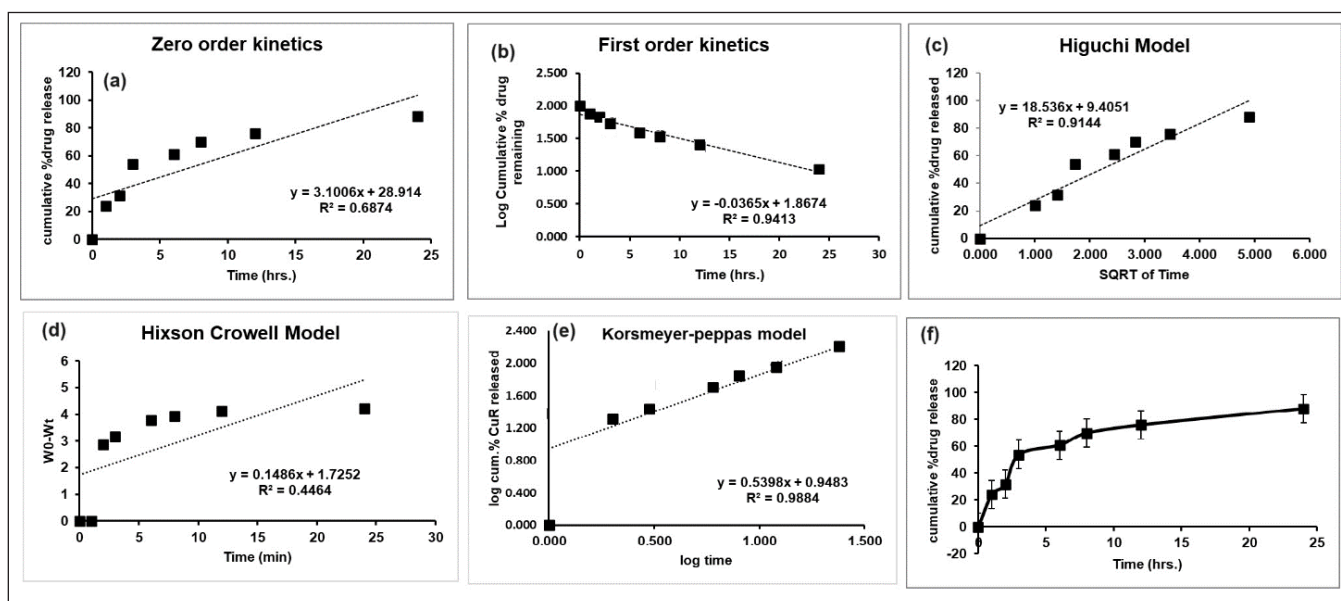 (a)
Zero order kinetics
cumulative %drug release
120
100
80
60
40
20
0
0 5 10 15 20 25
Time (hrs.)
y = 3.1006x + 28.914
R² = 0.6874
(b)
First order kinetics
Log Cumulative % drug
remaining
2.500
2.000
1.500
1.000
0.500
0.000
0 5 10 15 20 25 30
Time (hrs.)
y = -0.0365x + 1.8674
R² = 0.9413
(c)
Higuchi Model
cumulative %drug released
120
100
80
60
40
20
0
0.000 1.000 2.000 3.000 4.000 5.000 6.000
SQRT of Time
y = 18.536x + 9.4051
R² = 0.9144
(d)
Hixson Crowell Model
W0-Wt
6
5
4
3
2
1
0
0 5 10 15 20 25 30
Time (min)
y = 0.1486x + 1.7252
R² = 0.4464
(e)
Korsmeyer-peppas model
log cum.% CuR released
2.400
2.000
1.600
1.200
0.800
0.400
0.000
0.000 0.500 1.000 1.500
log time
y = 0.5398x + 0.9483
R² = 0.9884
(f)
cumulative %drug release
120
100
80
60
40
20
0
-20
0 5 10 15 20 25
Time (hrs.)